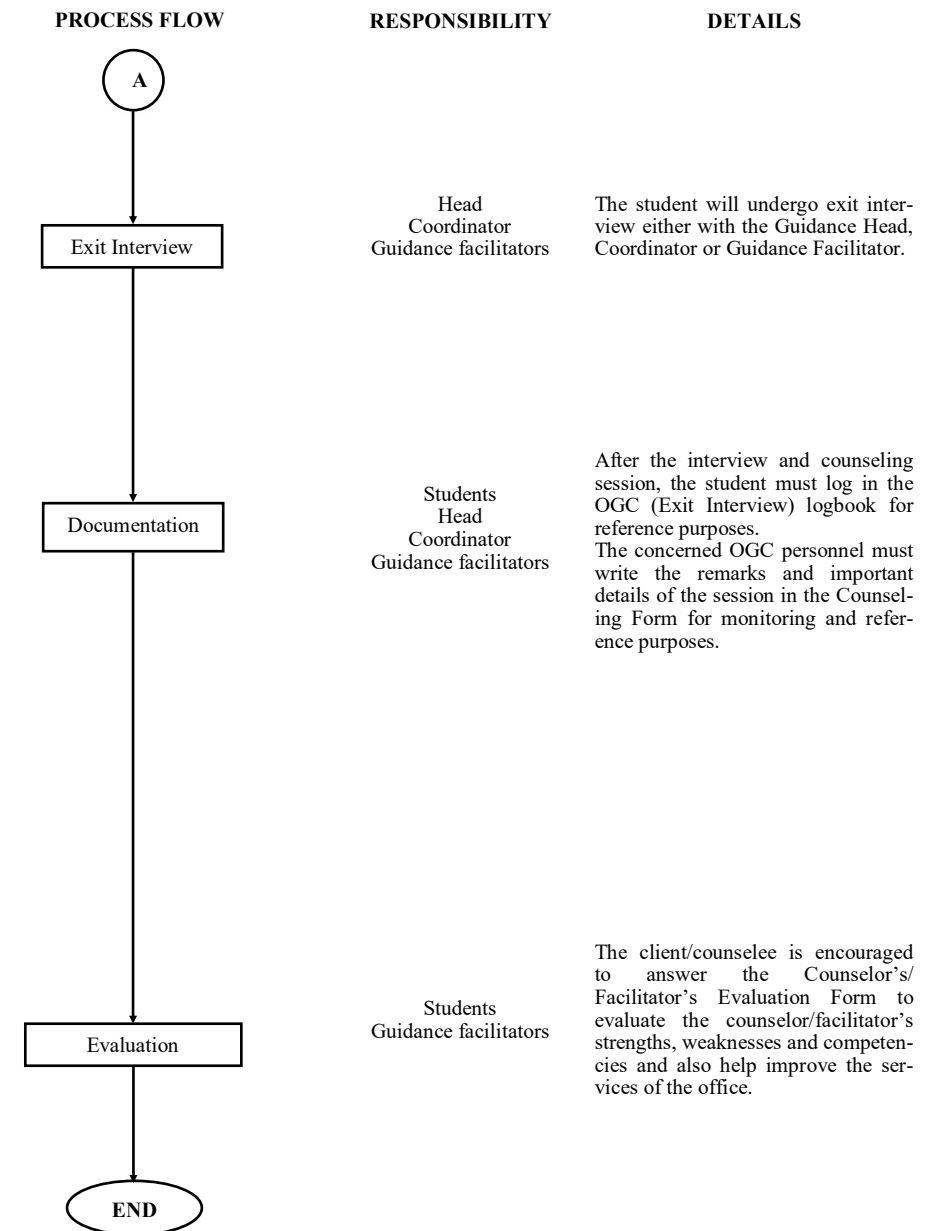 PROCESS FLOW RESPONSIBILITY DETAILS
A
Exit Interview
Head
Coordinator
Guidance facilitators
The student will undergo exit inter-
view either with the Guidance Head,
Coordinator or Guidance Facilitator.
Documentation
Students
Head
Coordinator
Guidance facilitators
After the interview and counseling
session, the student must log in the
OGC (Exit Interview) logbook for
reference purposes.
The concerned OGC personnel must
write the remarks and important
details of the session in the Counsel-
ing Form for monitoring and refer-
ence purposes.
Evaluation
Students
Guidance facilitators
The client/counselee is encouraged
to answer the Counselor’s/
Facilitator’s Evaluation Form to
evaluate the counselor/facilitator’s
strengths, weaknesses and competen-
cies and also help improve the ser-
vices of the office.
END